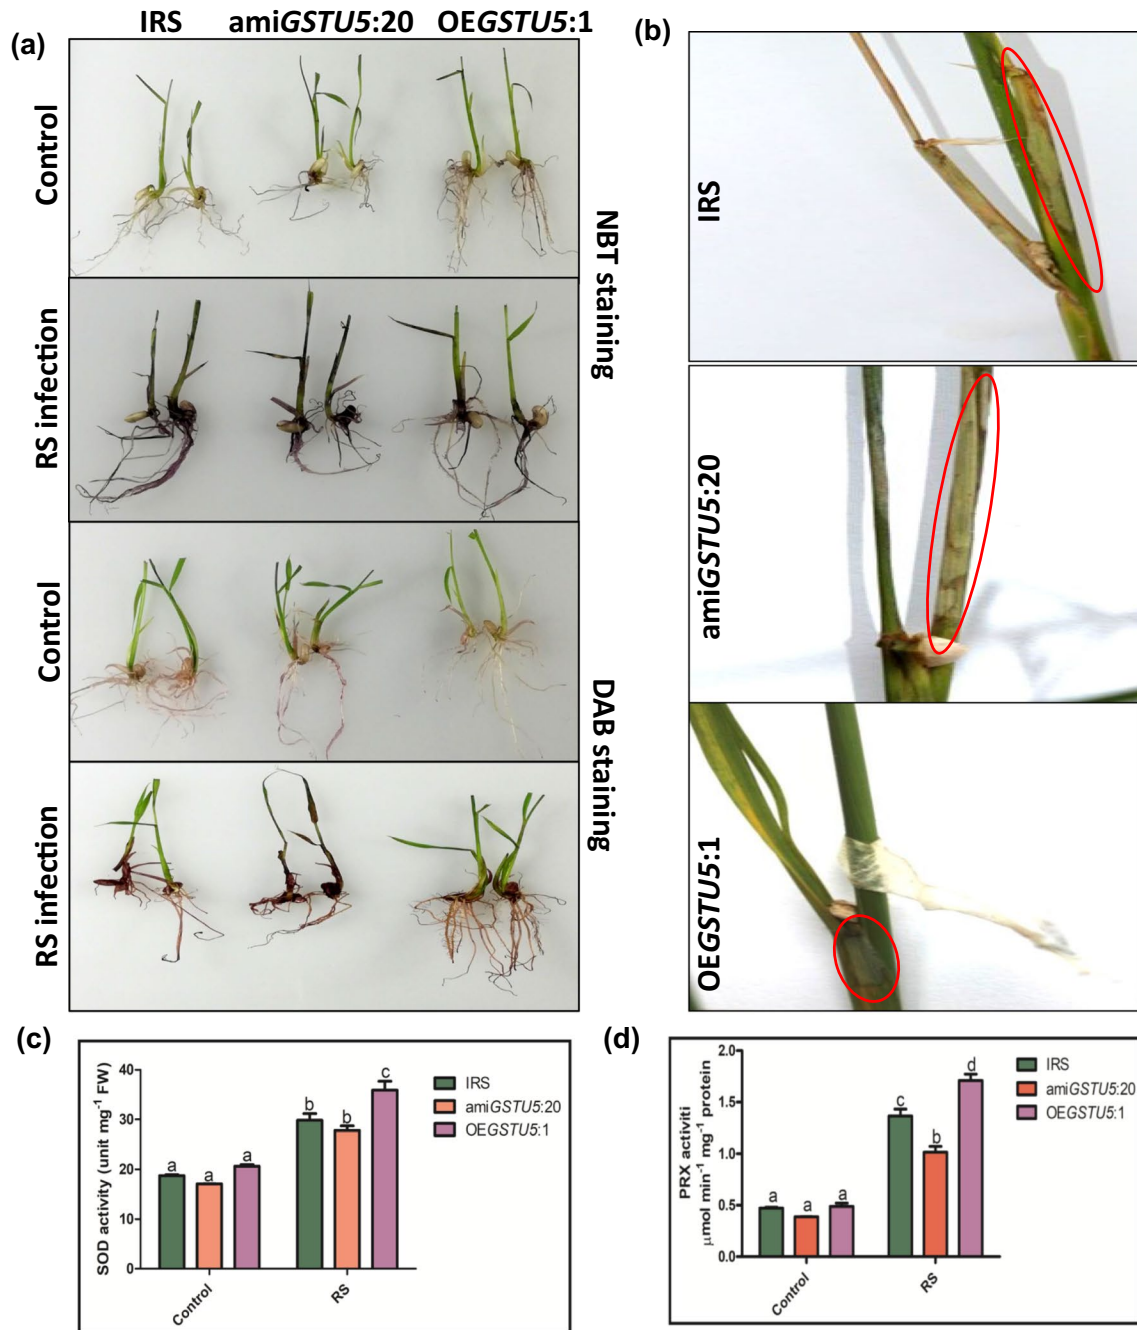 (a)
IRS amiGSTU5:20 OEGSTU5:1
Control
RS infection
NBT staining
Control
RS infection
DAB staining
(b)
IRS
amiGSTU5:20
OEGSTU5:1
(c)
SOD activity (unit mg⁻¹ FW)
40
30
20
10
0
a
a
a
b
b
c
Control
RS
IRS
amiGSTU5:20
OEGSTU5:1
(d)
PRX activiti
μmol min⁻¹ mg⁻¹ protein
2.0
1.5
1.0
0.5
0.0
a
a
a
c
b
d
Control
RS
IRS
amiGSTU5:20
OEGSTU5:1